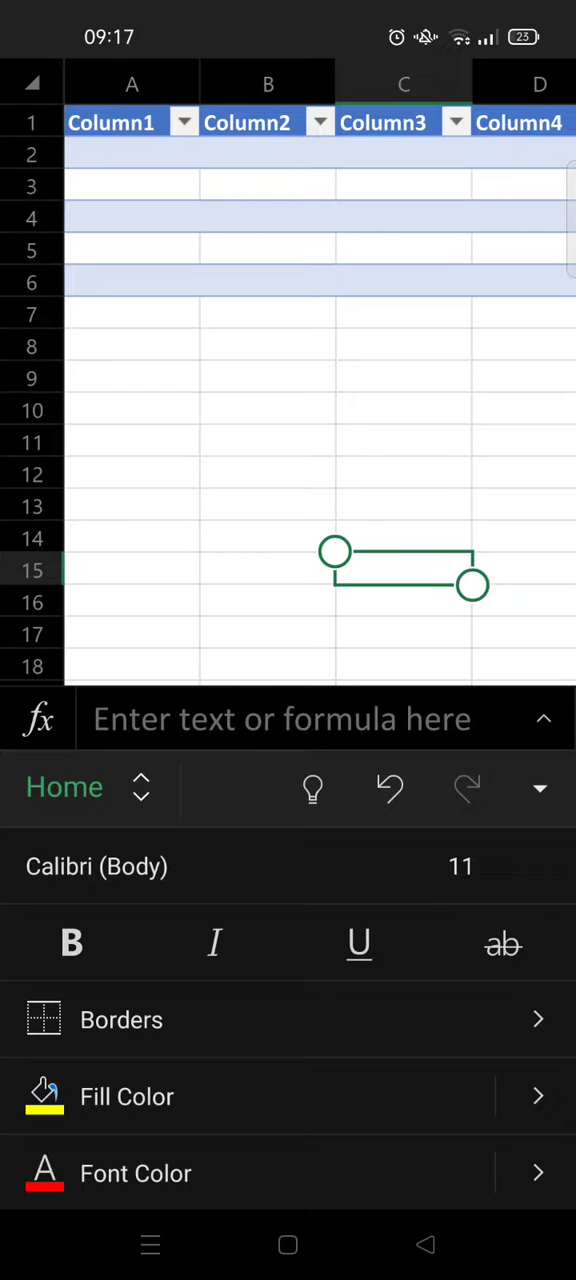 09:17 23
A B C D
1 Column1 Column2 Column3 Column4
2
3
4
5
6
7
8
9
10
11
12
13
14
15
16
17
18
fx Enter text or formula here
Home
Calibri (Body) 11
B I U ab
Borders
Fill Color
A Font Color